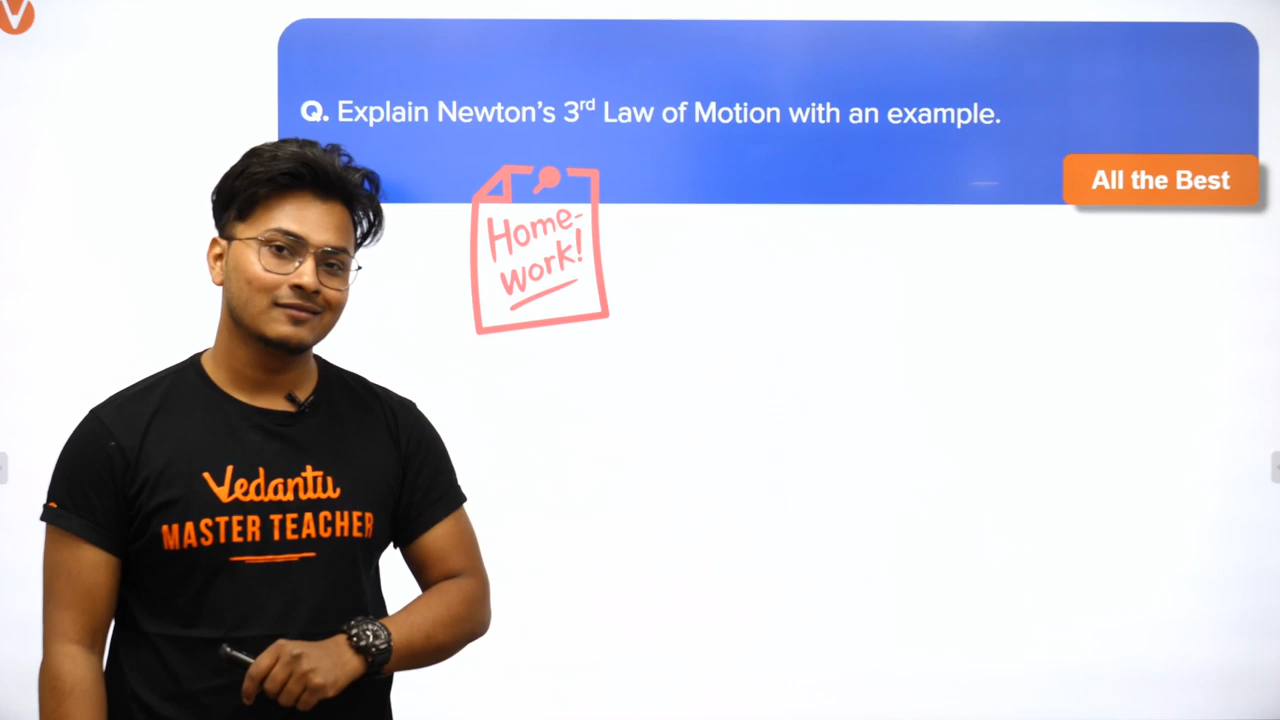 Q. Explain Newton's 3rd Law of Motion with an example.
All the Best
Home-
work!
Vedantu
MASTER TEACHER